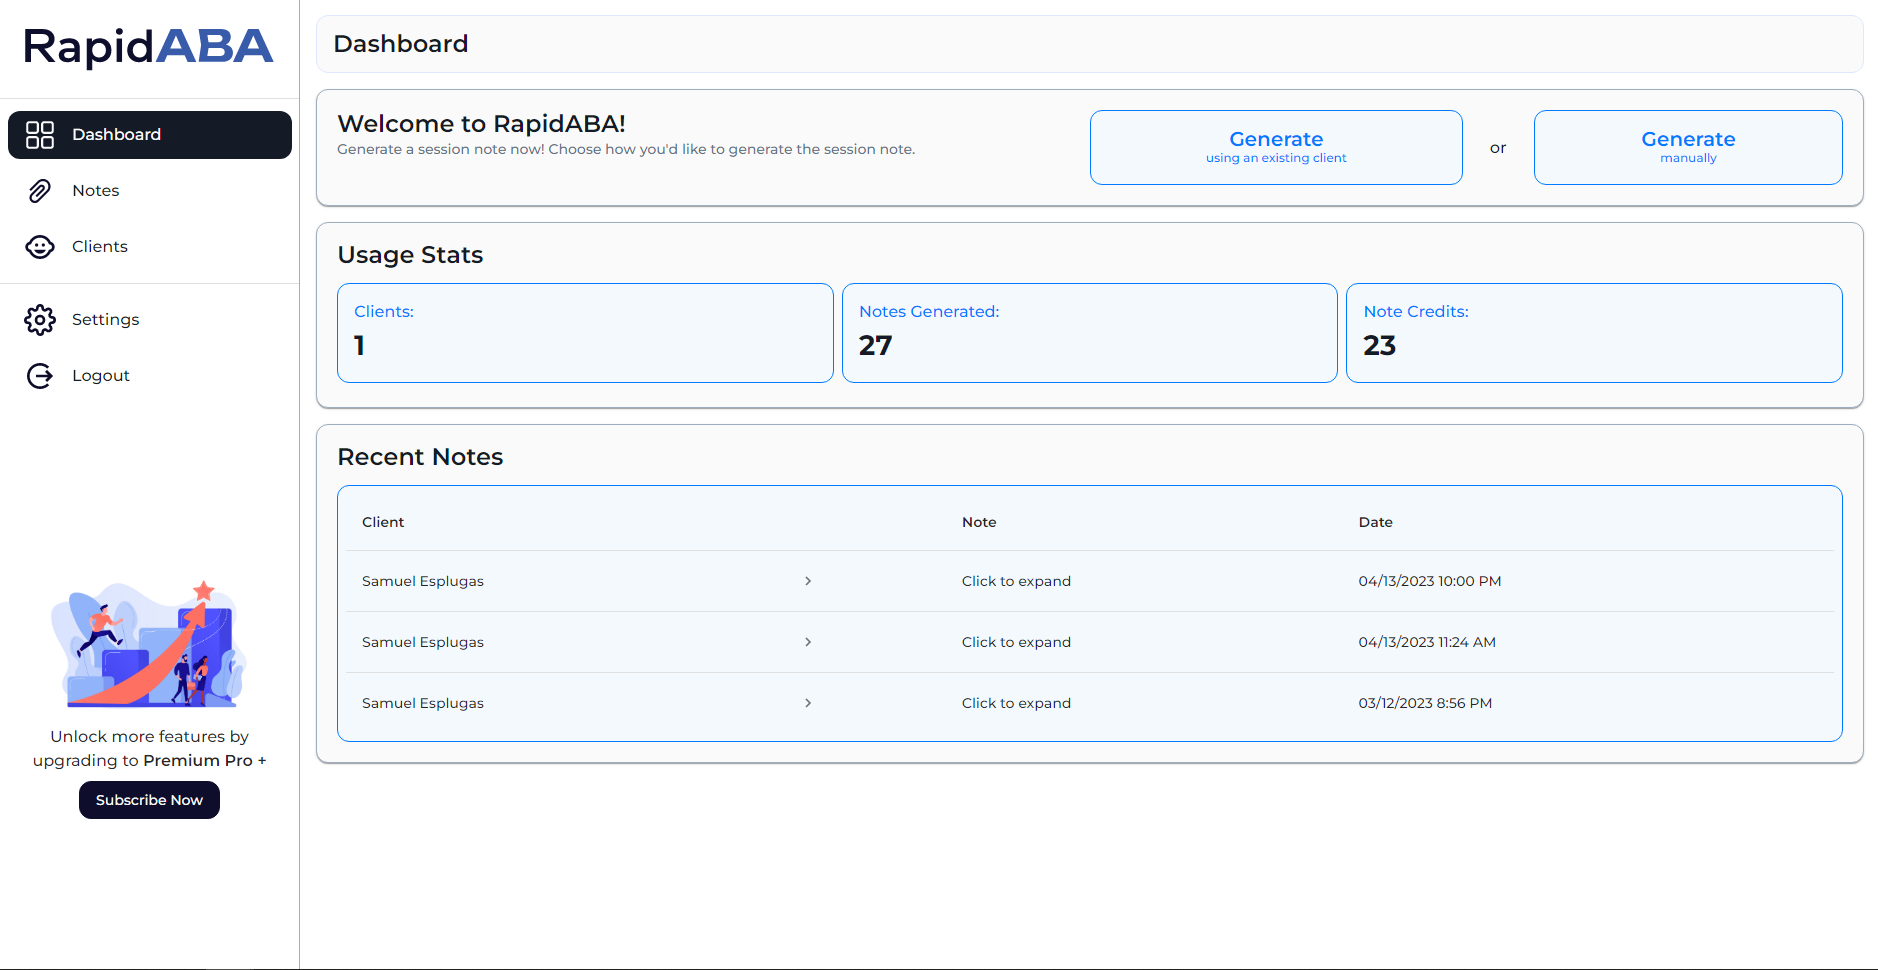 RapidABA
Dashboard
Notes
Clients
Settings
Logout
Unlock more features by
upgrading to Premium Pro +
Subscribe Now
Dashboard
Welcome to RapidABA!
Generate a session note now! Choose how you'd like to generate the session note.
Generate
using an existing client
or
Generate
manually
Usage Stats
Clients:
1
Notes Generated:
27
Note Credits:
23
Recent Notes
Client Note Date
Samuel Esplugas Click to expand 04/13/2023 10:00 PM
Samuel Esplugas Click to expand 04/13/2023 11:24 AM
Samuel Esplugas Click to expand 03/12/2023 8:56 PM